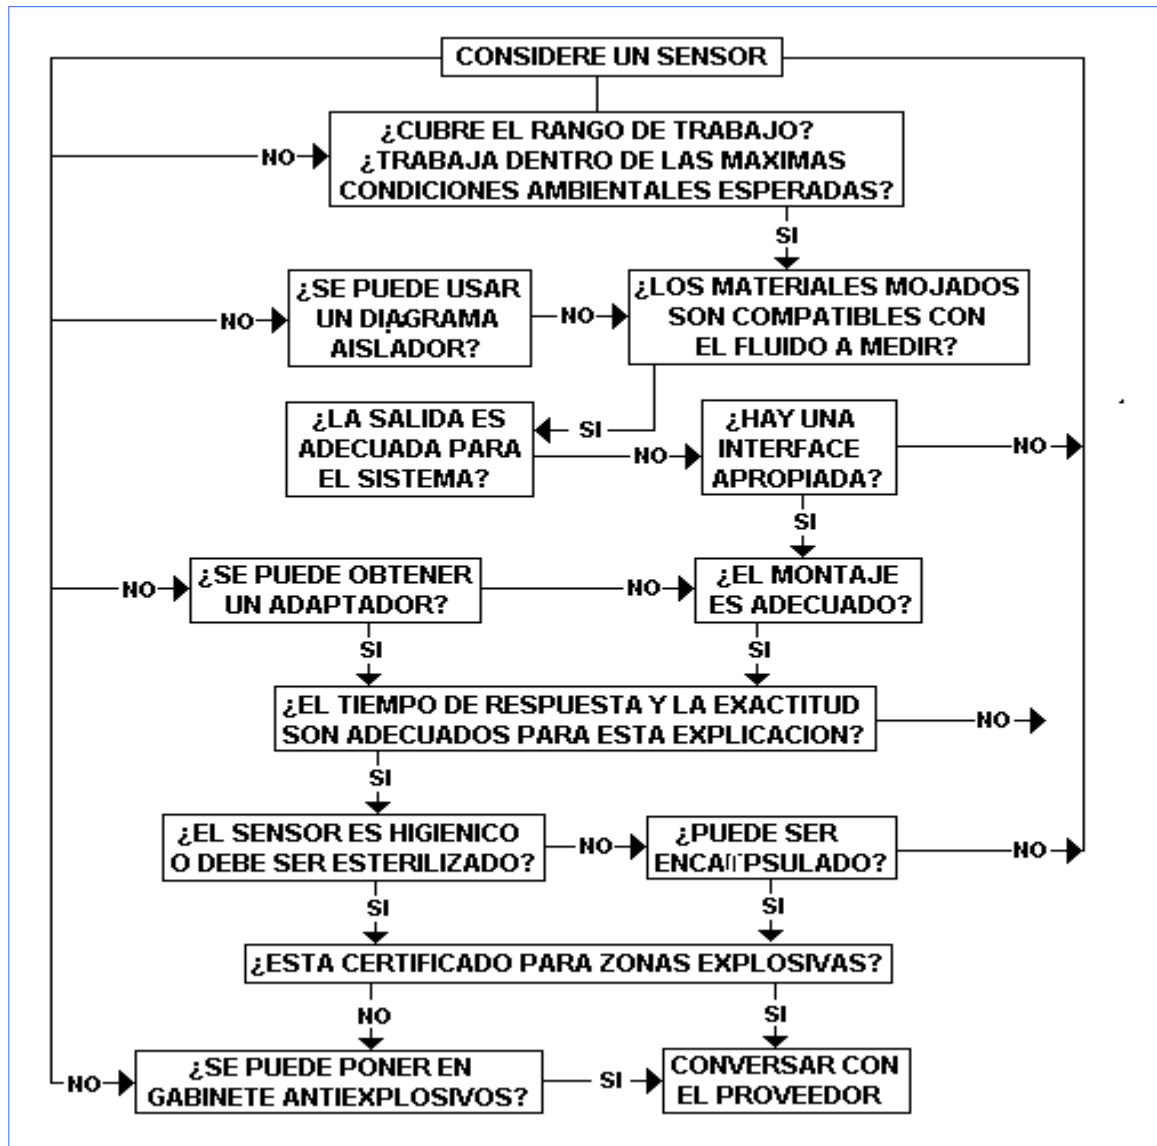 CONSIDERE UN SENSOR
¿CUBRE EL RANGO DE TRABAJO?
¿TRABAJA DENTRO DE LAS MAXIMAS
CONDICIONES AMBIENTALES ESPERADAS?
NO
SI
¿SE PUEDE USAR
UN DIAGRAMA
AISLADOR?
NO
NO
¿LOS MATERIALES MOJADOS
SON COMPATIBLES CON
EL FLUIDO A MEDIR?
¿LA SALIDA ES
ADECUADA PARA
EL SISTEMA?
SI
NO
¿HAY UNA
INTERFACE
APROPIADA?
NO
SI
NO
¿SE PUEDE OBTENER
UN ADAPTADOR?
NO
¿EL MONTAJE
ES ADECUADO?
SI
SI
¿EL TIEMPO DE RESPUESTA Y LA EXACTITUD
SON ADECUADOS PARA ESTA EXPLICACION?
NO
SI
¿EL SENSOR ES HIGIENICO
O DEBE SER ESTERILIZADO?
NO
¿PUEDE SER
NO
SI
SI
¿ESTA CERTIFICADO PARA ZONAS EXPLOSIVAS?
NO
SI
NO
¿SE PUEDE PONER EN
GABINETE ANTIEXPLOSIVOS?
SI
CONVERSAR CON
EL PROVEEDOR